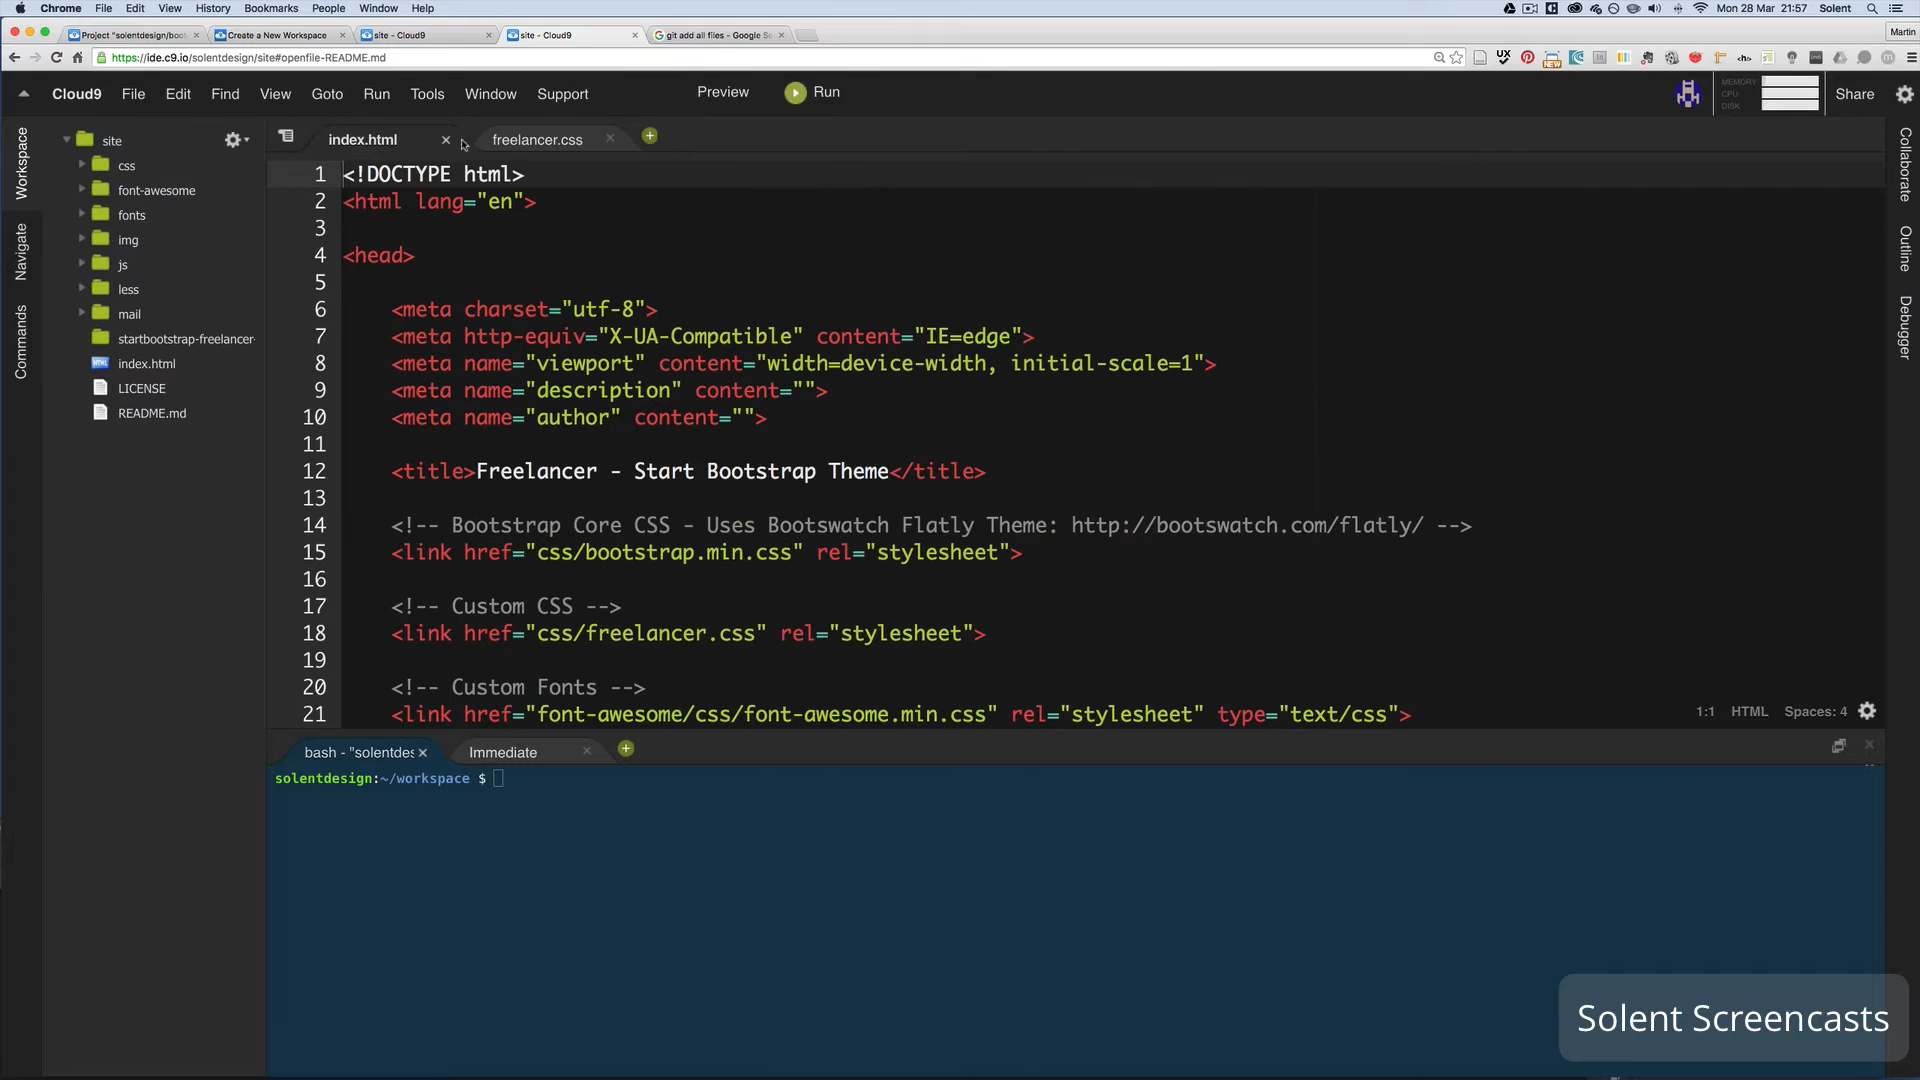 Chrome File Edit View History Bookmarks People Window Help
Mon 28 Mar 21:57 Solent
Project "solentdesign/boot
Create a New Workspace
site - Cloud9
site - Cloud9
git add all files - Google Se
Martin
https://ide.c9.io/solentdesign/site#openfile-README.md
Cloud9 File Edit Find View Goto Run Tools Window Support
Preview Run
MEMORY
CPU
DISK
Share
Workspace
Navigate
Commands
site
css
font-awesome
fonts
img
js
less
mail
startbootstrap-freelancer-
index.html
LICENSE
README.md
index.html
freelancer.css
1 <!DOCTYPE html>
2 <html lang="en">
3
4 <head>
5
6 <meta charset="utf-8">
7 <meta http-equiv="X-UA-Compatible" content="IE=edge">
8 <meta name="viewport" content="width=device-width, initial-scale=1">
9 <meta name="description" content="">
10 <meta name="author" content="">
11
12 <title>Freelancer - Start Bootstrap Theme</title>
13
14 <!-- Bootstrap Core CSS - Uses Bootswatch Flatly Theme: http://bootswatch.com/flatly/ -->
15 <link href="css/bootstrap.min.css" rel="stylesheet">
16
17 <!-- Custom CSS -->
18 <link href="css/freelancer.css" rel="stylesheet">
19
20 <!-- Custom Fonts -->
21 <link href="font-awesome/css/font-awesome.min.css" rel="stylesheet" type="text/css">
1:1 HTML Spaces: 4
Collaborate
Outline
Debugger
bash - "solentdes
Immediate
solentdesign:~/workspace $
Solent Screencasts